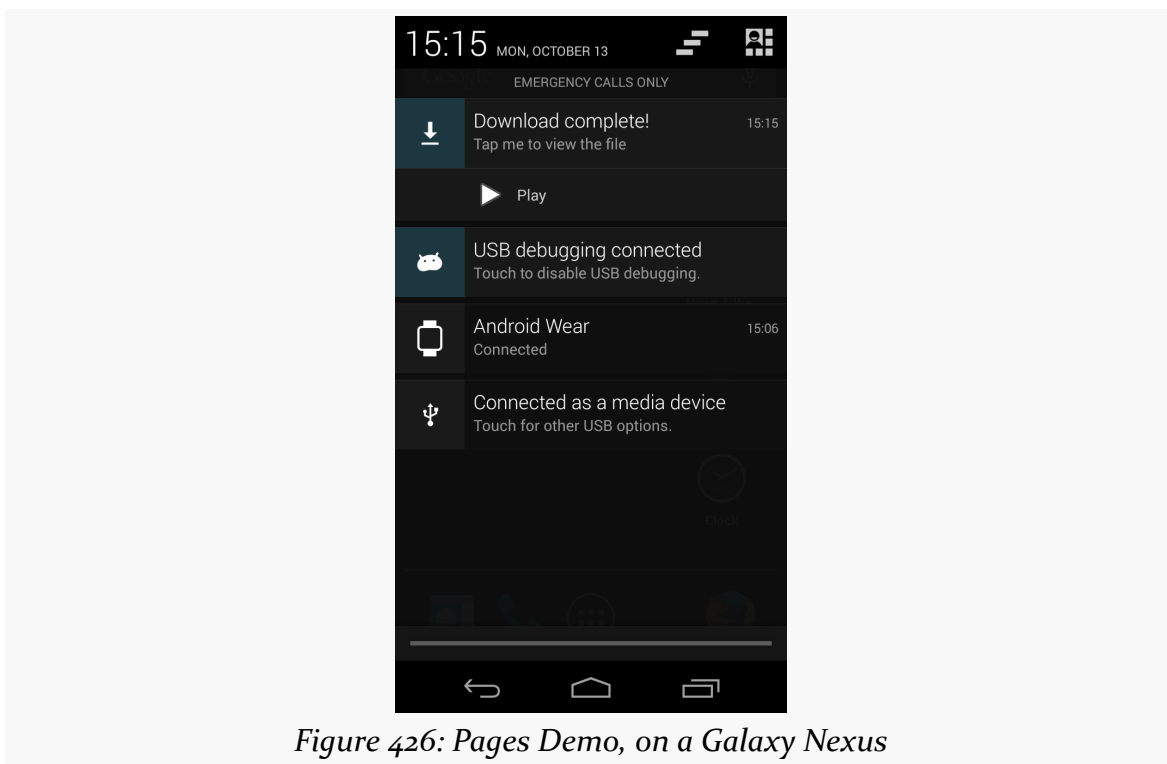 15:15 MON, OCTOBER 13
Google
EMERGENCY CALLS ONLY
Download complete! 15:15
Tap me to view the file
Play
USB debugging connected
Touch to disable USB debugging.
Android Wear 15:06
Connected
Connected as a media device
Touch for other USB options.
Clock
Figure 426: Pages Demo, on a Galaxy Nexus